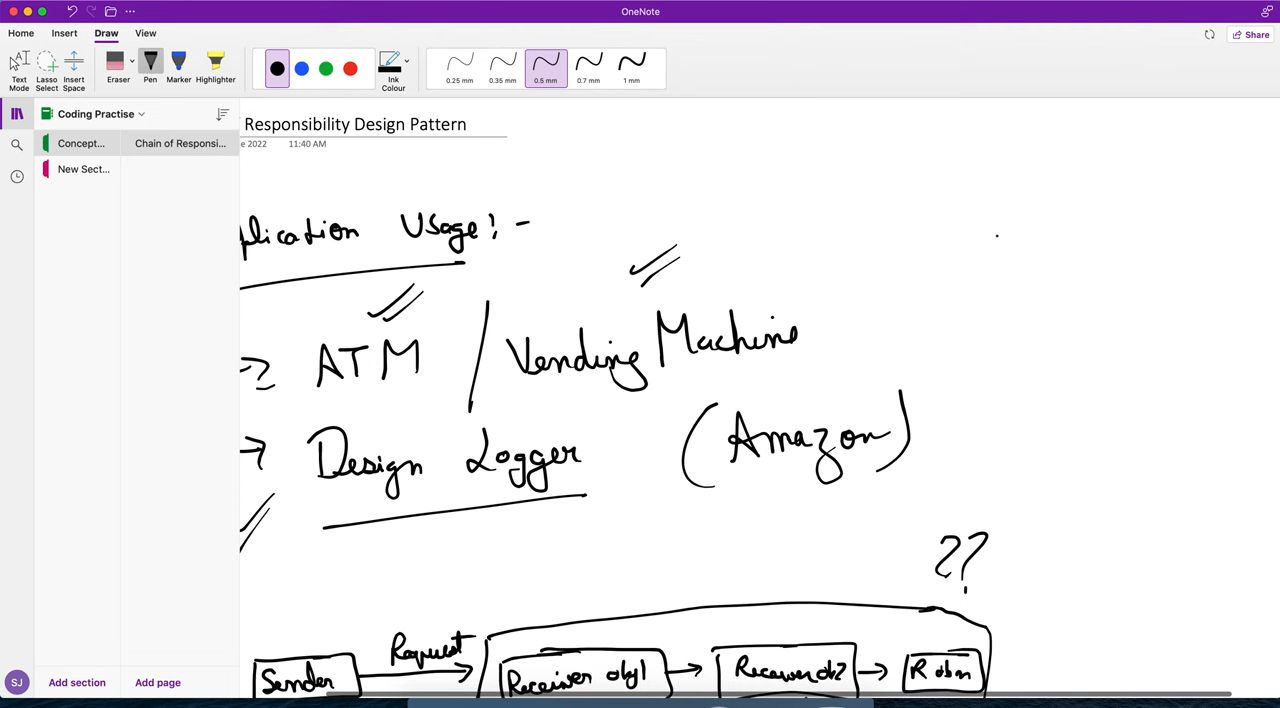 OneNote
Home Insert Draw View
Share
Text Mode
Lasso Select
Insert Space
Eraser
Pen
Marker
Highlighter
Ink Colour
0.25 mm
0.35 mm
0.5 mm
0.7 mm
1 mm
Coding Practise
Concept...
Chain of Responsi...
New Sect...
Responsibility Design Pattern
e 2022 11:40 AM
plication Usage:-
ATM / Vending Machine
Design Logger (Amazon)
??
Request
Sender Receiver obj1
SJ
Add section
Add page